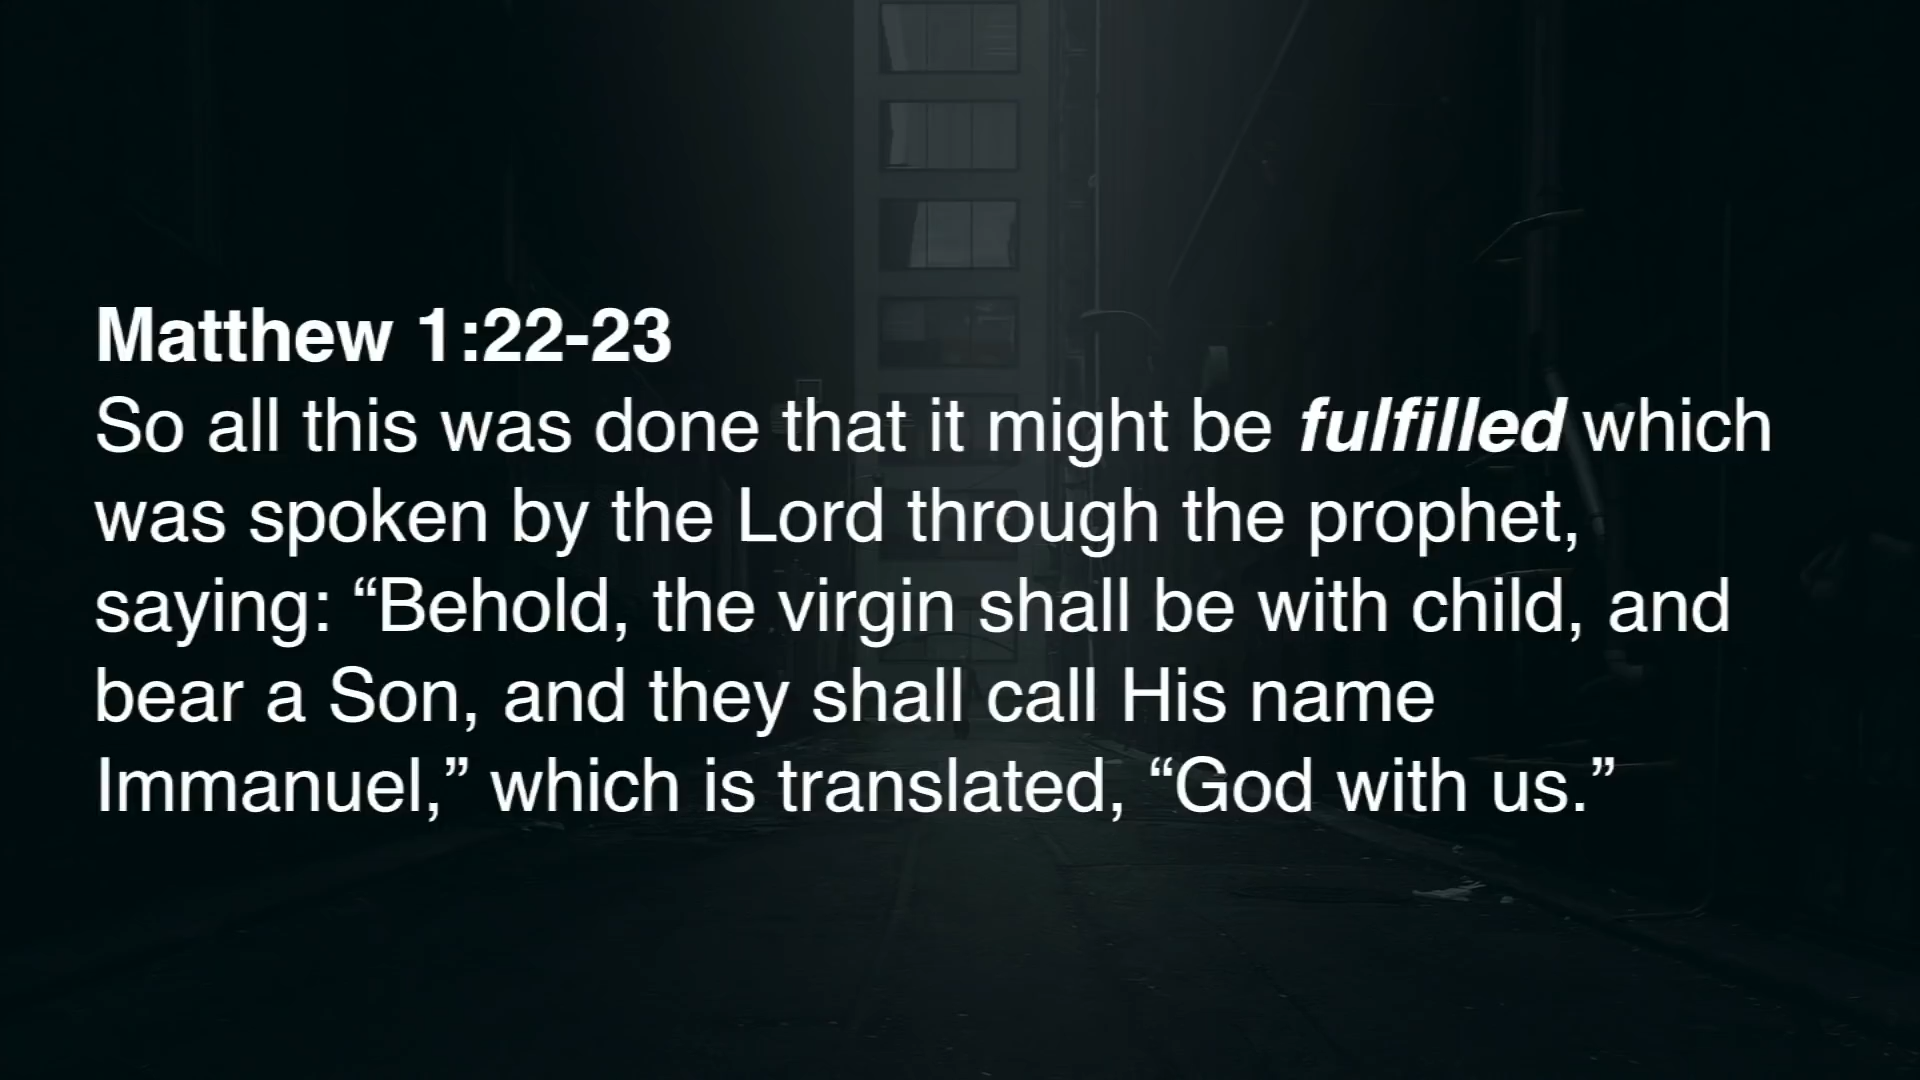 Matthew 1:22-23
So all this was done that it might be fulfilled which
was spoken by the Lord through the prophet,
saying: “Behold, the virgin shall be with child, and
bear a Son, and they shall call His name
Immanuel,” which is translated, “God with us.”